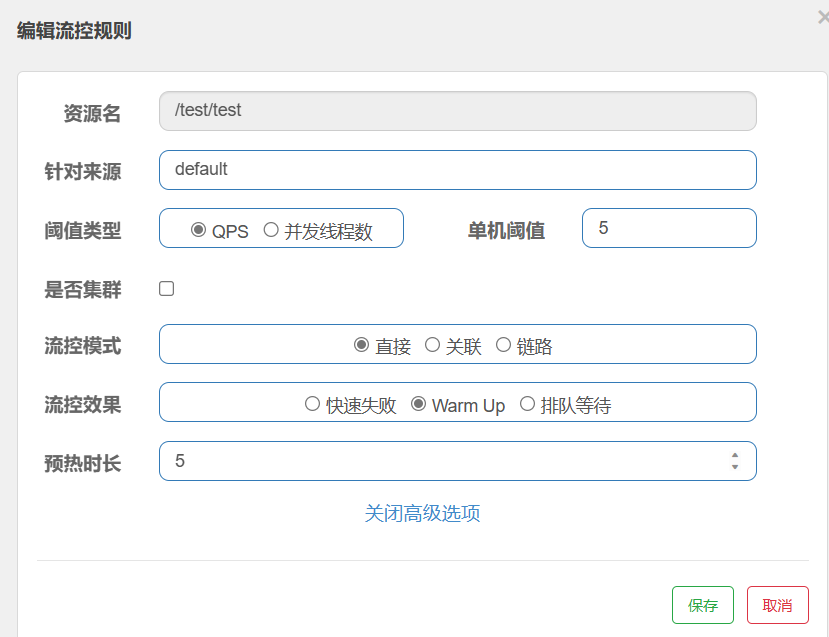 编辑流控规则
资源名 /test/test
针对来源 default
阈值类型 QPS 并发线程数 单机阈值 5
是否集群
流控模式 直接 关联 链路
流控效果 快速失败 Warm Up 排队等待
预热时长 5
关闭高级选项
保存 取消